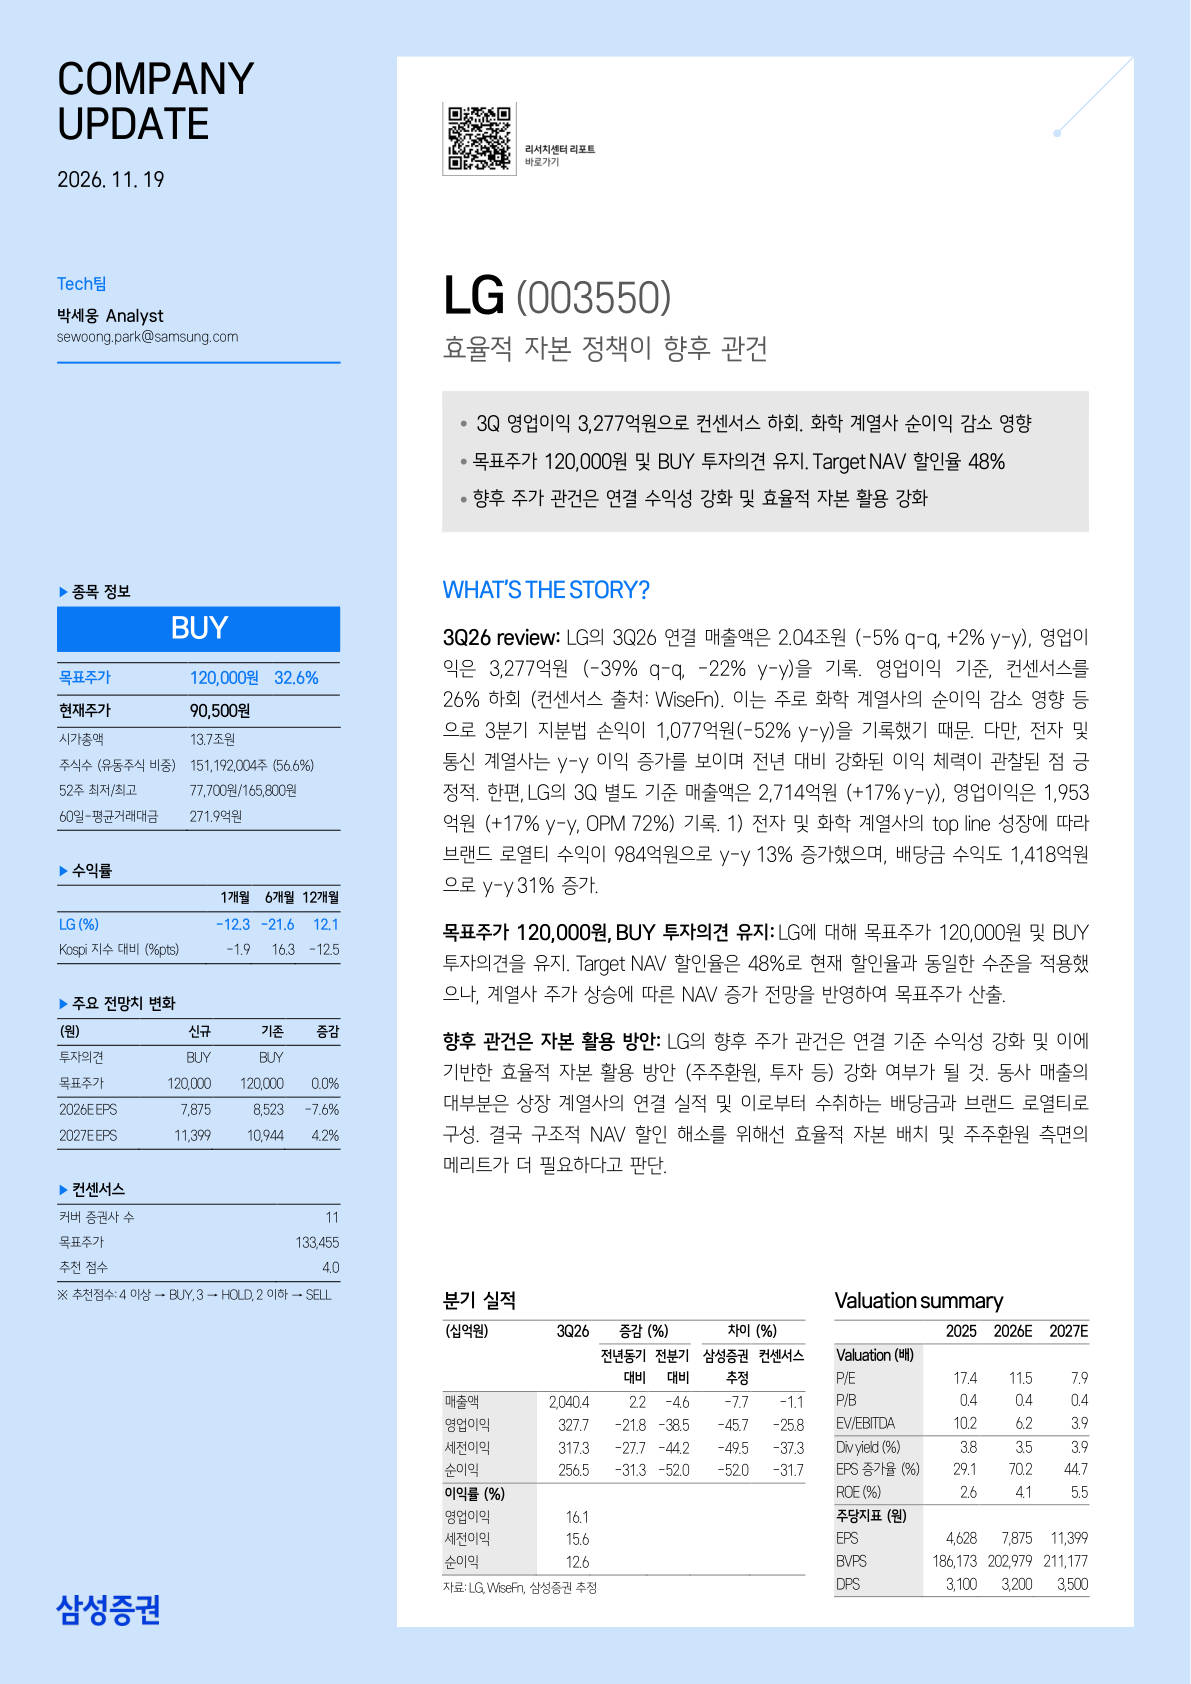 COMPANY
UPDATE
2026. 11. 19
Tech팀
박세웅 Analyst
sewoong.park@samsung.com
▶ 종목 정보
BUY
목표주가 120,000원 32.6%
현재주가 90,500원
시가총액 13.7조원
주식수 (유동주식 비중) 151,192,004주 (56.6%)
52주 최저/최고 77,700원/165,800원
60일-평균거래대금 271.9억원
▶ 수익률
1개월 6개월 12개월
LG (%) -12.3 -21.6 12.1
Kospi 지수 대비 (%pts) -1.9 16.3 -12.5
▶ 주요 전망치 변화
(원) 신규 기존 증감
투자의견 BUY BUY
목표주가 120,000 120,000 0.0%
2026E EPS 7,875 8,523 -7.6%
2027E EPS 11,399 10,944 4.2%
▶ 컨센서스
커버 증권사 수 11
목표주가 133,455
추천 점수 4.0
※ 추천점수: 4 이상 → BUY, 3 → HOLD, 2 이하 → SELL
삼성증권
리서치센터 리포트
바로가기
LG (003550)
효율적 자본 정책이 향후 관건
• 3Q 영업이익 3,277억원으로 컨센서스 하회. 화학 계열사 순이익 감소 영향
• 목표주가 120,000원 및 BUY 투자의견 유지. Target NAV 할인율 48%
• 향후 주가 관건은 연결 수익성 강화 및 효율적 자본 활용 강화
WHAT'S THE STORY?
3Q26 review: LG의 3Q26 연결 매출액은 2.04조원 (-5% q-q, +2% y-y), 영업이
익은 3,277억원 (-39% q-q, -22% y-y)을 기록. 영업이익 기준, 컨센서스를
26% 하회 (컨센서스 출처: WiseFn). 이는 주로 화학 계열사의 순이익 감소 영향 등
으로 3분기 지분법 손익이 1,077억원(-52% y-y)을 기록했기 때문. 다만, 전자 및
통신 계열사는 y-y 이익 증가를 보이며 전년 대비 강화된 이익 체력이 관찰된 점 긍
정적. 한편, LG의 3Q 별도 기준 매출액은 2,714억원 (+17% y-y), 영업이익은 1,953
억원 (+17% y-y, OPM 72%) 기록. 1) 전자 및 화학 계열사의 top line 성장에 따라
브랜드 로열티 수익이 984억원으로 y-y 13% 증가했으며, 배당금 수익도 1,418억원
으로 y-y 31% 증가.
목표주가 120,000원, BUY 투자의견 유지: LG에 대해 목표주가 120,000원 및 BUY
투자의견을 유지. Target NAV 할인율은 48%로 현재 할인율과 동일한 수준을 적용했
으나, 계열사 주가 상승에 따른 NAV 증가 전망을 반영하여 목표주가 산출.
향후 관건은 자본 활용 방안: LG의 향후 주가 관건은 연결 기준 수익성 강화 및 이에
기반한 효율적 자본 활용 방안 (주주환원, 투자 등) 강화 여부가 될 것. 동사 매출의
대부분은 상장 계열사의 연결 실적 및 이로부터 수취하는 배당금과 브랜드 로열티로
구성. 결국 구조적 NAV 할인 해소를 위해선 효율적 자본 배치 및 주주환원 측면의
메리트가 더 필요하다고 판단.
분기 실적
(십억원) 3Q26 증감 (%) 차이 (%)
전년동기 전분기 삼성증권 컨센서스
대비 대비 추정
매출액 2,040.4 2.2 -4.6 -7.7 -1.1
영업이익 327.7 -21.8 -38.5 -45.7 -25.8
세전이익 317.3 -27.7 -44.2 -49.5 -37.3
순이익 256.5 -31.3 -52.0 -52.0 -31.7
이익률 (%)
영업이익 16.1
세전이익 15.6
순이익 12.6
자료: LG, WiseFn, 삼성증권 추정
Valuation summary
2025 2026E 2027E
Valuation (배)
P/E 17.4 11.5 7.9
P/B 0.4 0.4 0.4
EV/EBITDA 10.2 6.2 3.9
Div yield (%) 3.8 3.5 3.9
EPS 증가율 (%) 29.1 70.2 44.7
ROE (%) 2.6 4.1 5.5
주당지표 (원)
EPS 4,628 7,875 11,399
BVPS 186,173 202,979 211,177
DPS 3,100 3,200 3,500